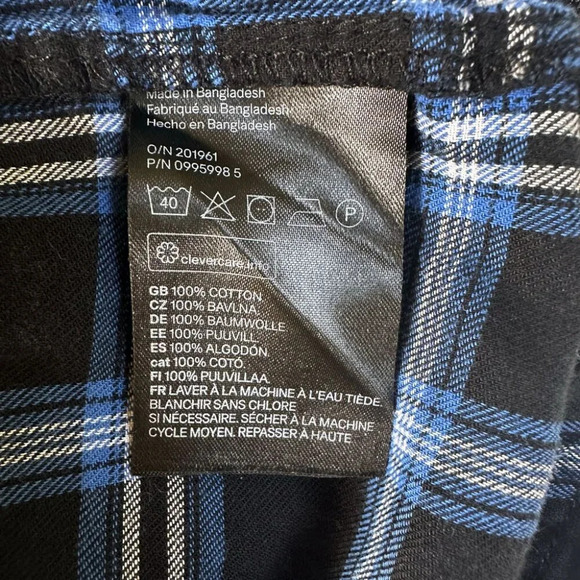 Made in Bangladesh
Fabriqué au Bangladesh
Hecho en Bangladesh
O/N 201961
P/N 0995998 5
40 P
clevercare.info
GB 100% COTTON
CZ 100% BAVLNA
DE 100% BAUMWOLLE
EE 100% PUUVILL
ES 100% ALGODÓN
cat 100% COTÓ
FI 100% PUUVILLAA
FR LAVER À LA MACHINE À L'EAU TIÈDE.
BLANCHIR SANS CHLORE
SI NÉCESSAIRE. SÉCHER À LA MACHINE
CYCLE MOYEN. REPASSER À HAUTE